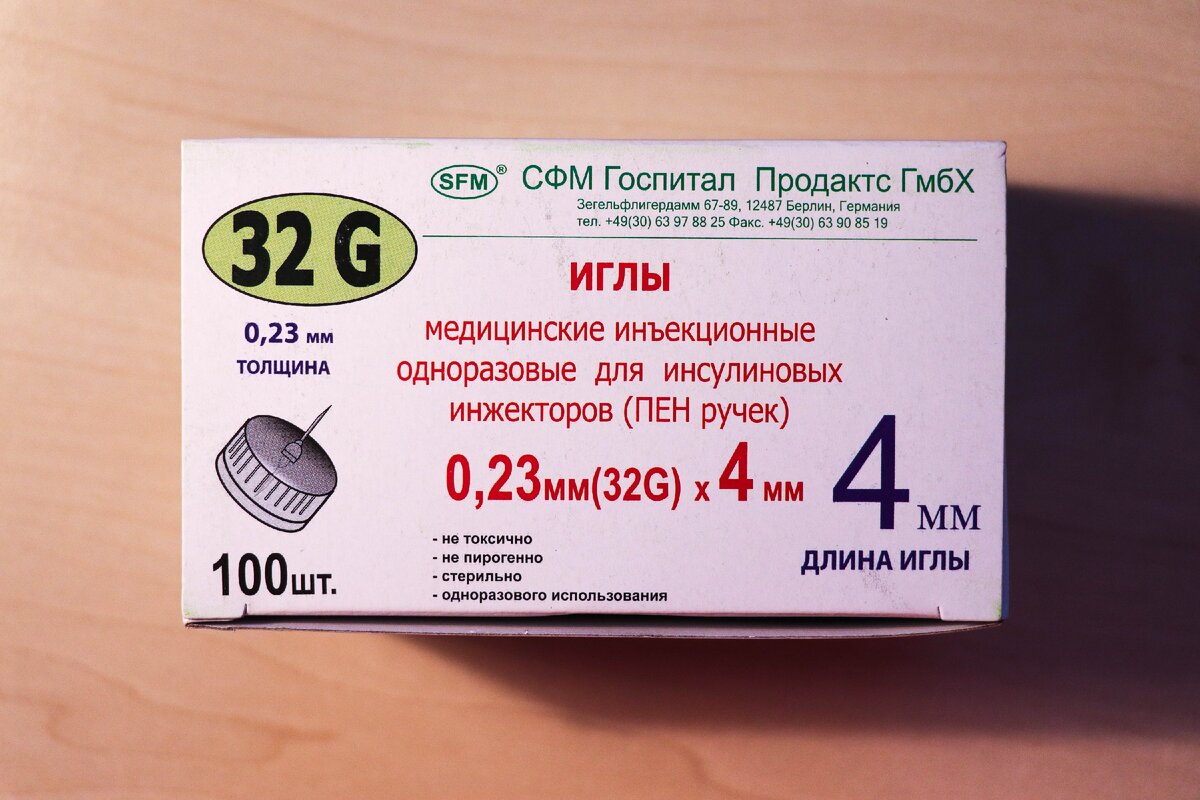 SFM® СФМ Госпитал Продактс ГмбХ
Зегельфлигердамм 67-89, 12487 Берлин, Германия
тел. +49(30) 63 97 88 25 Факс. +49(30) 63 90 85 19
32 G
0,23 мм
ТОЛЩИНА
ИГЛЫ
медицинские инъекционные
одноразовые для инсулиновых
инжекторов (ПЕН ручек)
0,23мм(32G) х 4 мм
4 мм
ДЛИНА ИГЛЫ
- не токсично
- не пирогенно
- стерильно
- одноразового использования
100шт.